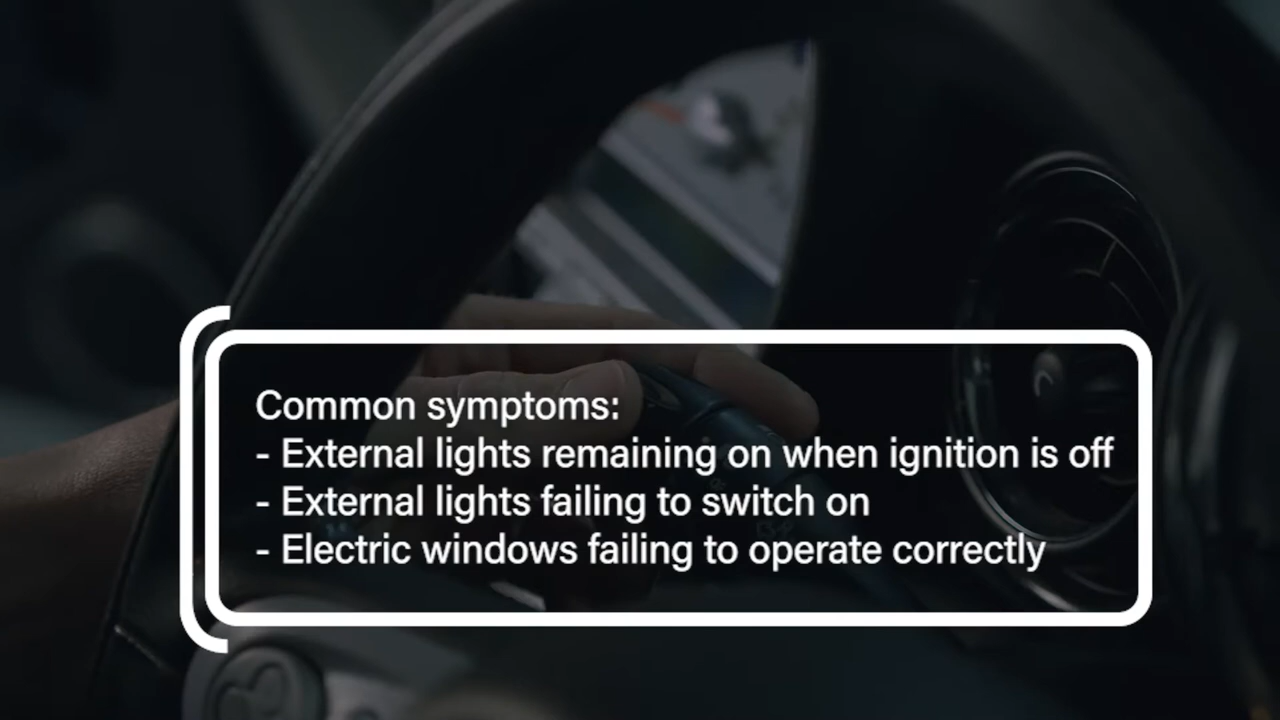 Common symptoms:
- External lights remaining on when ignition is off
- External lights failing to switch on
- Electric windows failing to operate correctly